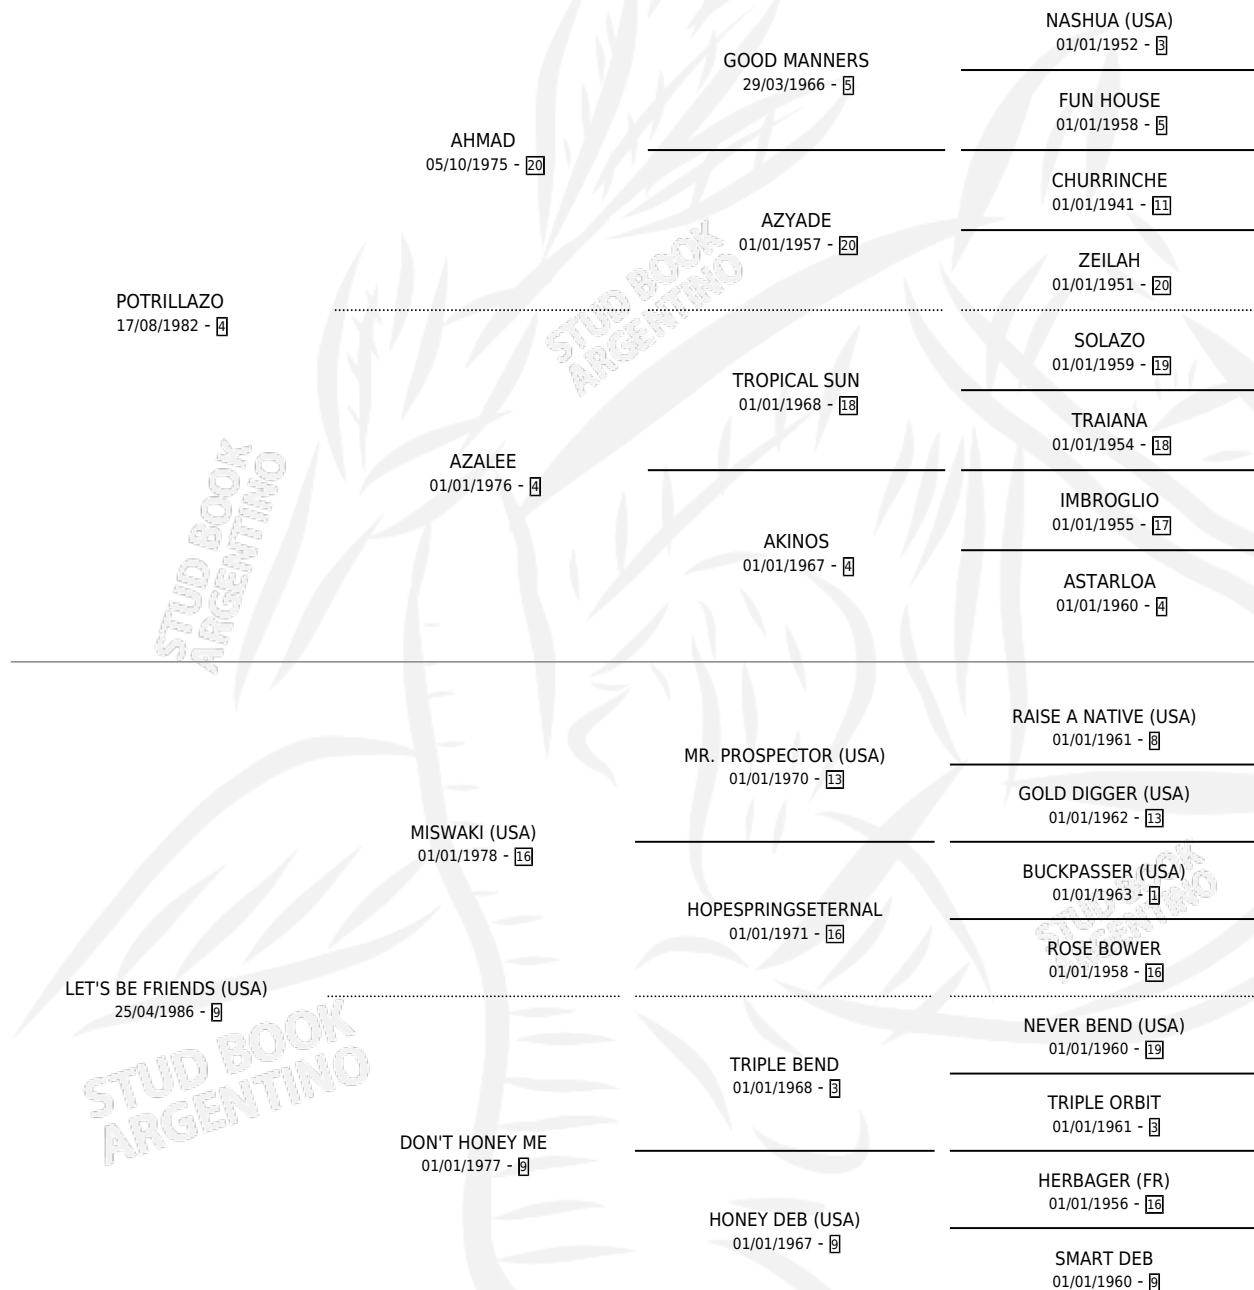 NASHUA (USA)
01/01/1952 - 3
GOOD MANNERS
29/03/1966 - 5
FUN HOUSE
01/01/1958 - 5
AHMAD
05/10/1975 - 20
CHURRINCHE
01/01/1941 - 11
AZYADE
01/01/1957 - 20
ZEILAH
01/01/1951 - 20
POTRILLAZO
17/08/1982 - 4
STUD BOOK
ARGENTINO
SOLAZO
01/01/1959 - 19
TROPICAL SUN
01/01/1968 - 18
TRAIANA
01/01/1954 - 18
AZALEE
01/01/1976 - 4
IMBROGLIO
01/01/1955 - 17
AKINOS
01/01/1967 - 4
ASTARLOA
01/01/1960 - 4
STUD BOOK
ARGENTINO
RAISE A NATIVE (USA)
01/01/1961 - 8
MR. PROSPECTOR (USA)
01/01/1970 - 13
GOLD DIGGER (USA)
01/01/1962 - 13
MISWAKI (USA)
01/01/1978 - 16
BUCKPASSER (USA)
01/01/1963 - 1
HOPESPRINGSETERNAL
01/01/1971 - 16
STUD BOOK
ARGENTINO
ROSE BOWER
01/01/1958 - 16
LET'S BE FRIENDS (USA)
25/04/1986 - 9
NEVER BEND (USA)
01/01/1960 - 19
STUD BOOK
ARGENTINO
TRIPLE BEND
01/01/1968 - 3
TRIPLE ORBIT
01/01/1961 - 3
DON'T HONEY ME
01/01/1977 - 9
HERBAGER (FR)
01/01/1956 - 16
HONEY DEB (USA)
01/01/1967 - 9
SMART DEB
01/01/1960 - 9